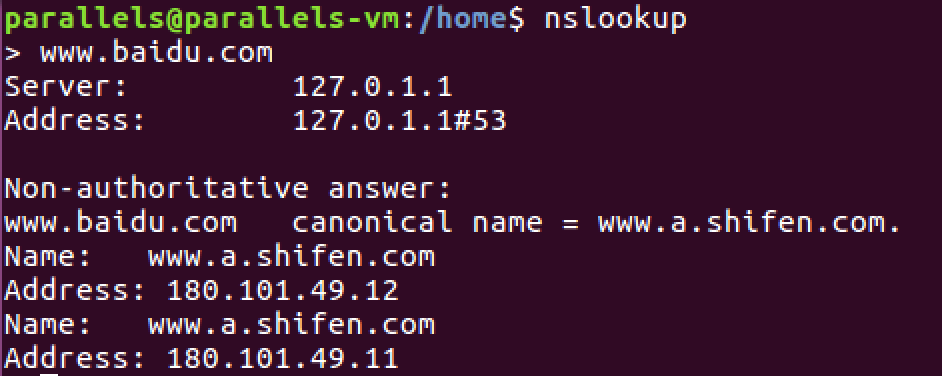 parallels@parallels-vm:/home$ nslookup
> www.baidu.com
Server:         127.0.1.1
Address:        127.0.1.1#53

Non-authoritative answer:
www.baidu.com   canonical name = www.a.shifen.com.
Name:   www.a.shifen.com
Address: 180.101.49.12
Name:   www.a.shifen.com
Address: 180.101.49.11